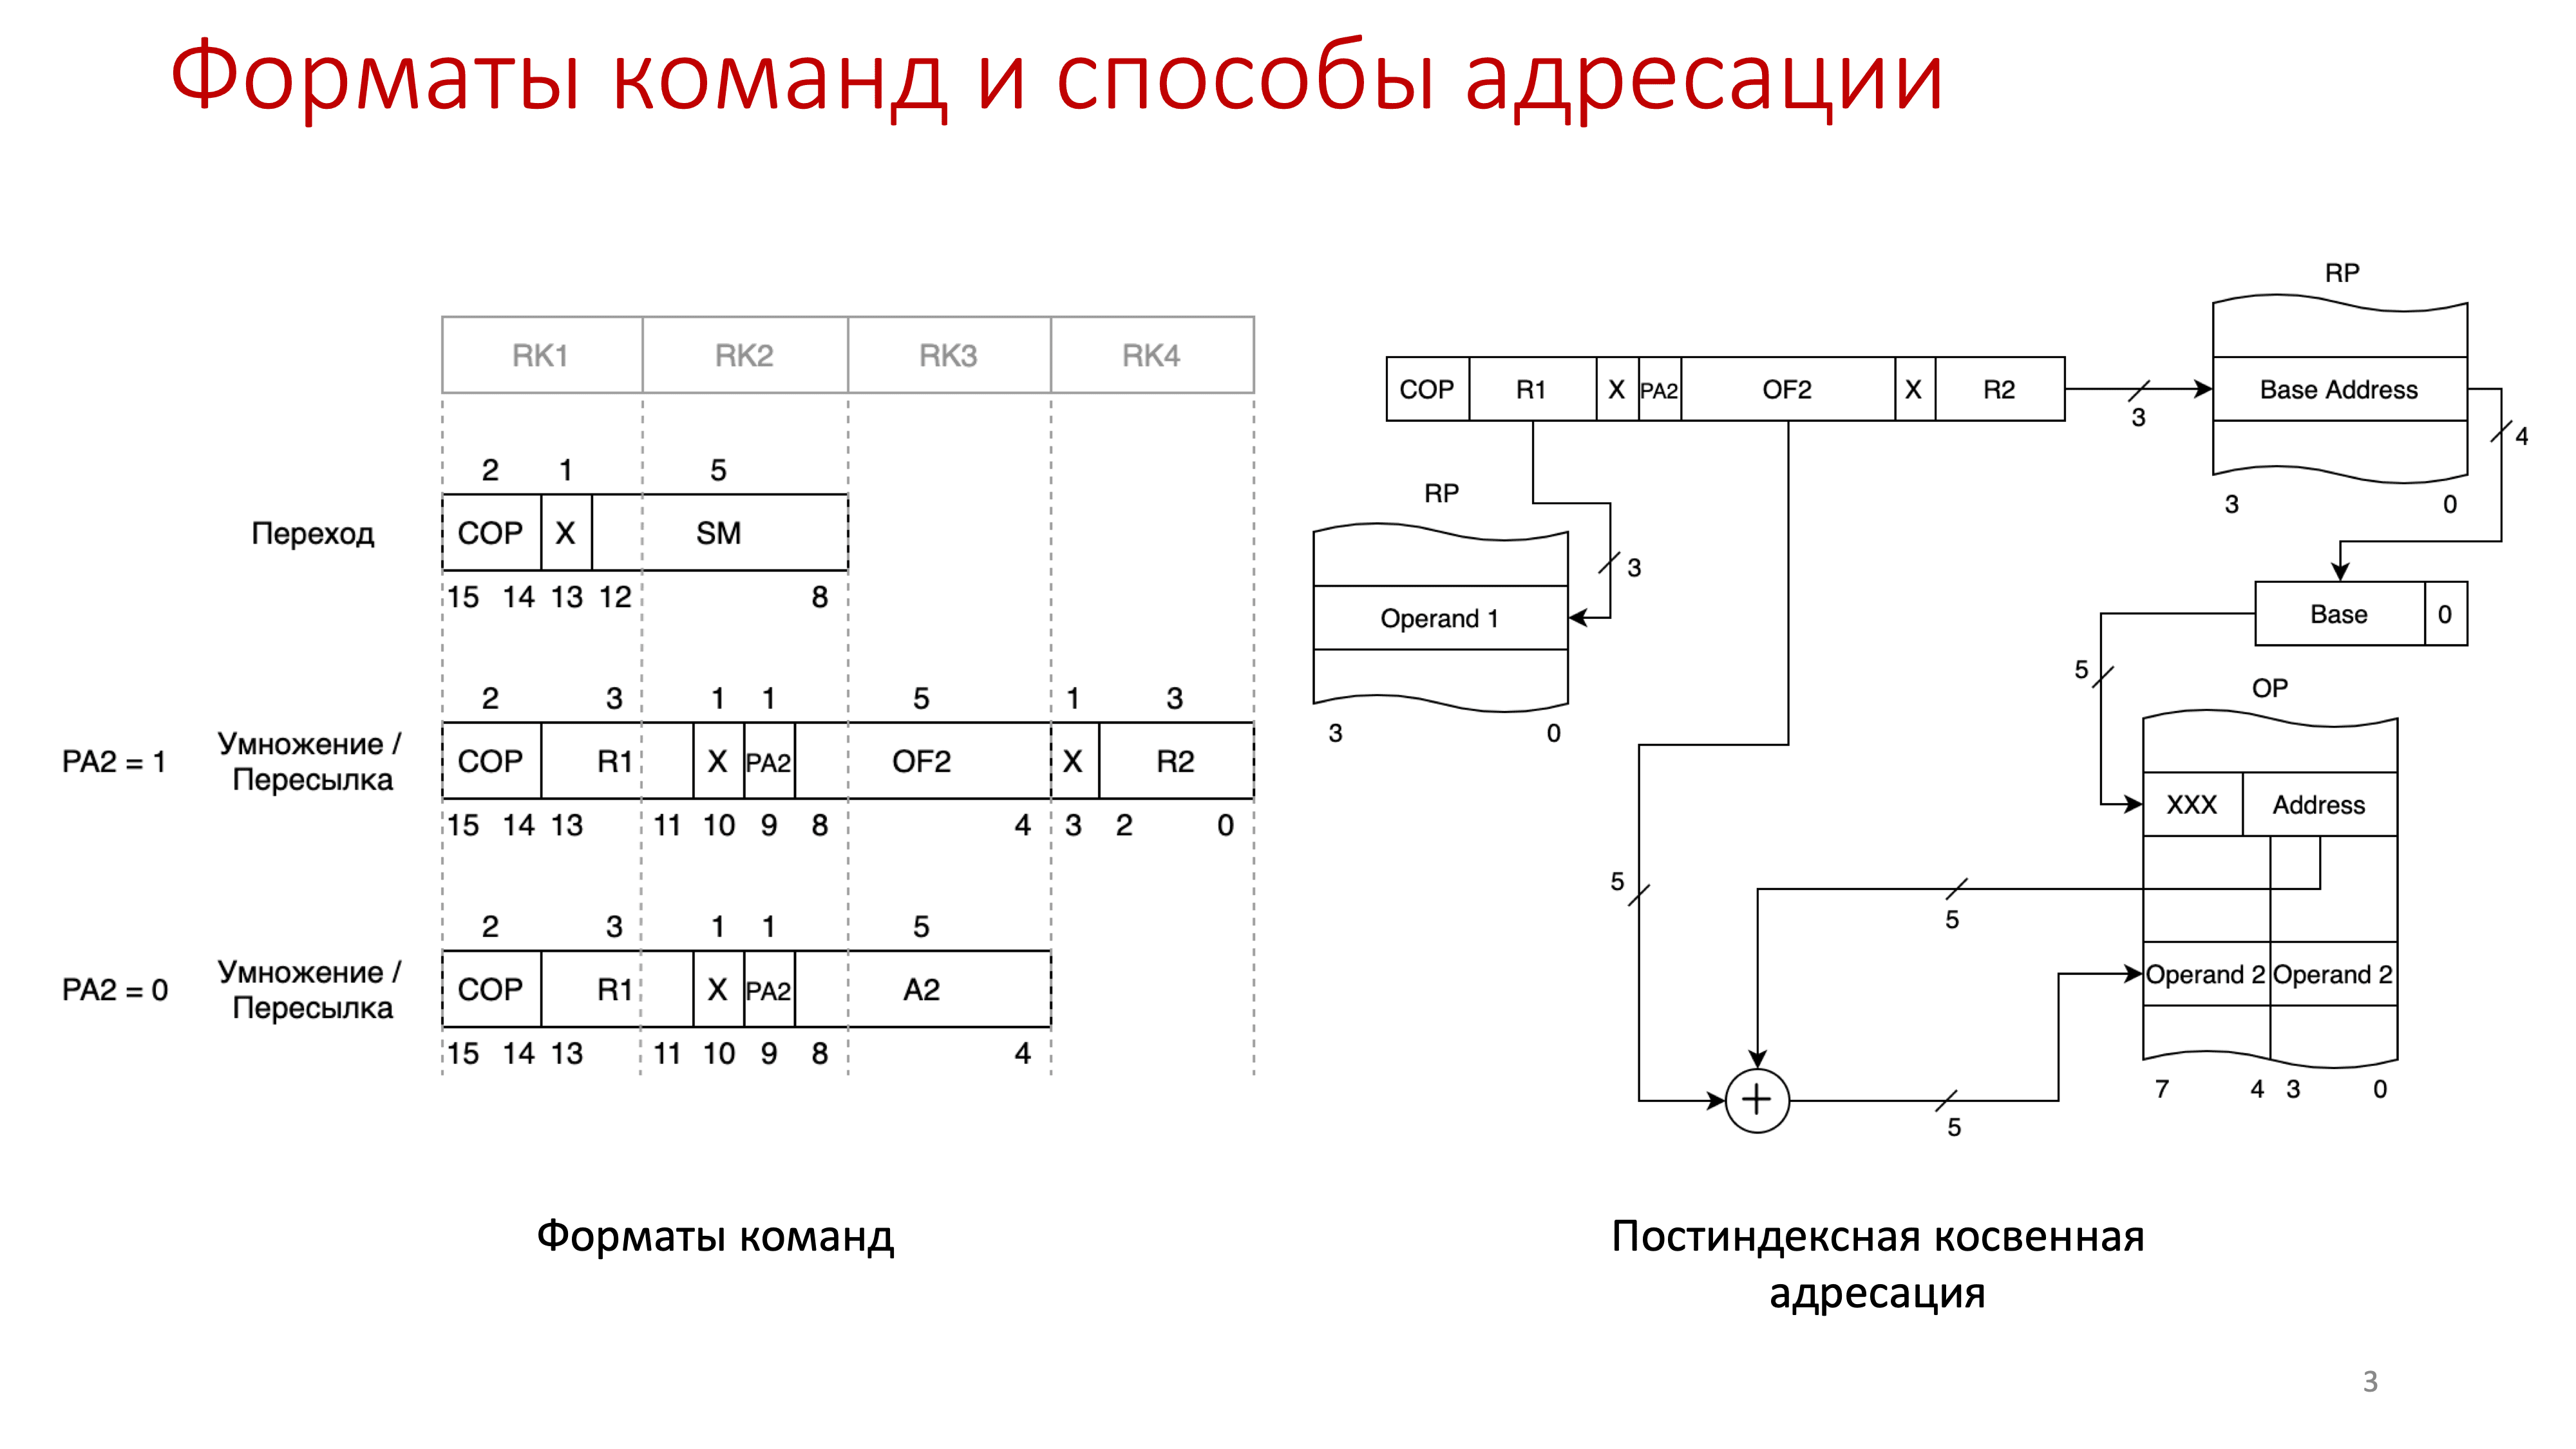 Форматы команд и способы адресации
RK1 RK2 RK3 RK4
2 1 5
Переход COP X SM
15 14 13 12 8
2 3 1 1 5 1 3
PA2 = 1 Умножение / Пересылка COP R1 X PA2 OF2 X R2
15 14 13 11 10 9 8 4 3 2 0
2 3 1 1 5
PA2 = 0 Умножение / Пересылка COP R1 X PA2 A2
15 14 13 11 10 9 8 4
Форматы команд
RP
COP R1 X PA2 OF2 X R2
3
Base Address
4
3 0
RP
3
Operand 1
3 0
Base 0
5
OP
XXX Address
5
5
Operand 2 Operand 2
7 4 3 0
+
5
Постиндексная косвенная
адресация
3